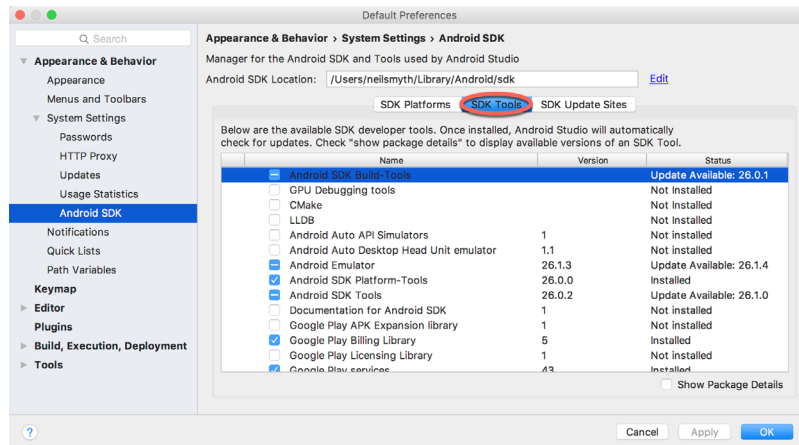 Default Preferences
Search
Appearance & Behavior › System Settings › Android SDK
Appearance & Behavior
Appearance
Menus and Toolbars
System Settings
Passwords
HTTP Proxy
Updates
Usage Statistics
Android SDK
Notifications
Quick Lists
Path Variables
Keymap
Editor
Plugins
Build, Execution, Deployment
Tools
Manager for the Android SDK and Tools used by Android Studio
Android SDK Location: /Users/neilsmyth/Library/Android/sdk Edit
SDK Platforms SDK Tools SDK Update Sites
Below are the available SDK developer tools. Once installed, Android Studio will automatically
check for updates. Check "show package details" to display available versions of an SDK Tool.
Name Version Status
Android SDK Build-Tools Update Available: 26.0.1
GPU Debugging tools Not Installed
CMake Not Installed
LLDB Not Installed
Android Auto API Simulators 1 Not installed
Android Auto Desktop Head Unit emulator 1.1 Not installed
Android Emulator 26.1.3 Update Available: 26.1.4
Android SDK Platform-Tools 26.0.0 Installed
Android SDK Tools 26.0.2 Update Available: 26.1.0
Documentation for Android SDK 1 Not installed
Google Play APK Expansion library 1 Not installed
Google Play Billing Library 5 Installed
Google Play Licensing Library 1 Not installed
Google Play services 43 Installed
Show Package Details
? Cancel Apply OK